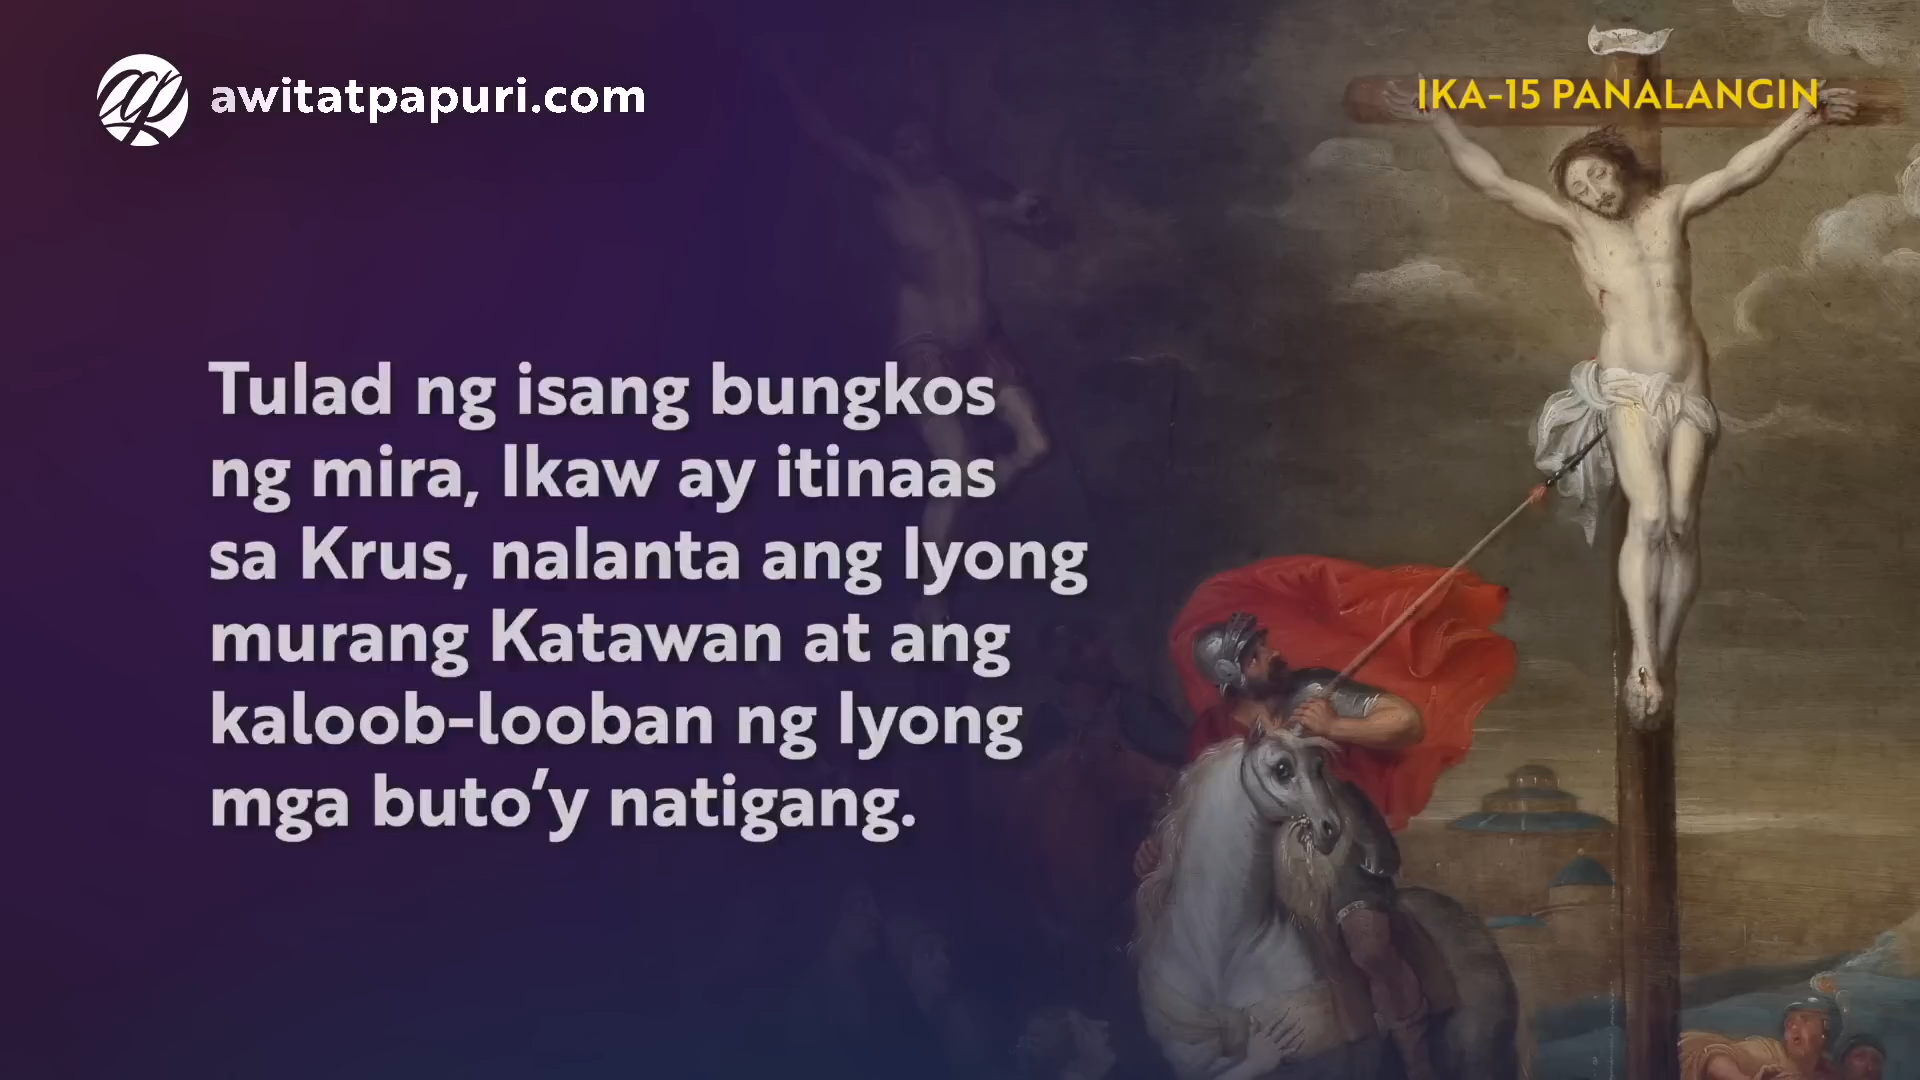 awitatpapuri.com
IKA-15 PANALANGIN
Tulad ng isang bungkos
ng mira, Ikaw ay itinaas
sa Krus, nalanta ang Iyong
murang Katawan at ang
kaloob-looban ng Iyong
mga buto’y natigang.